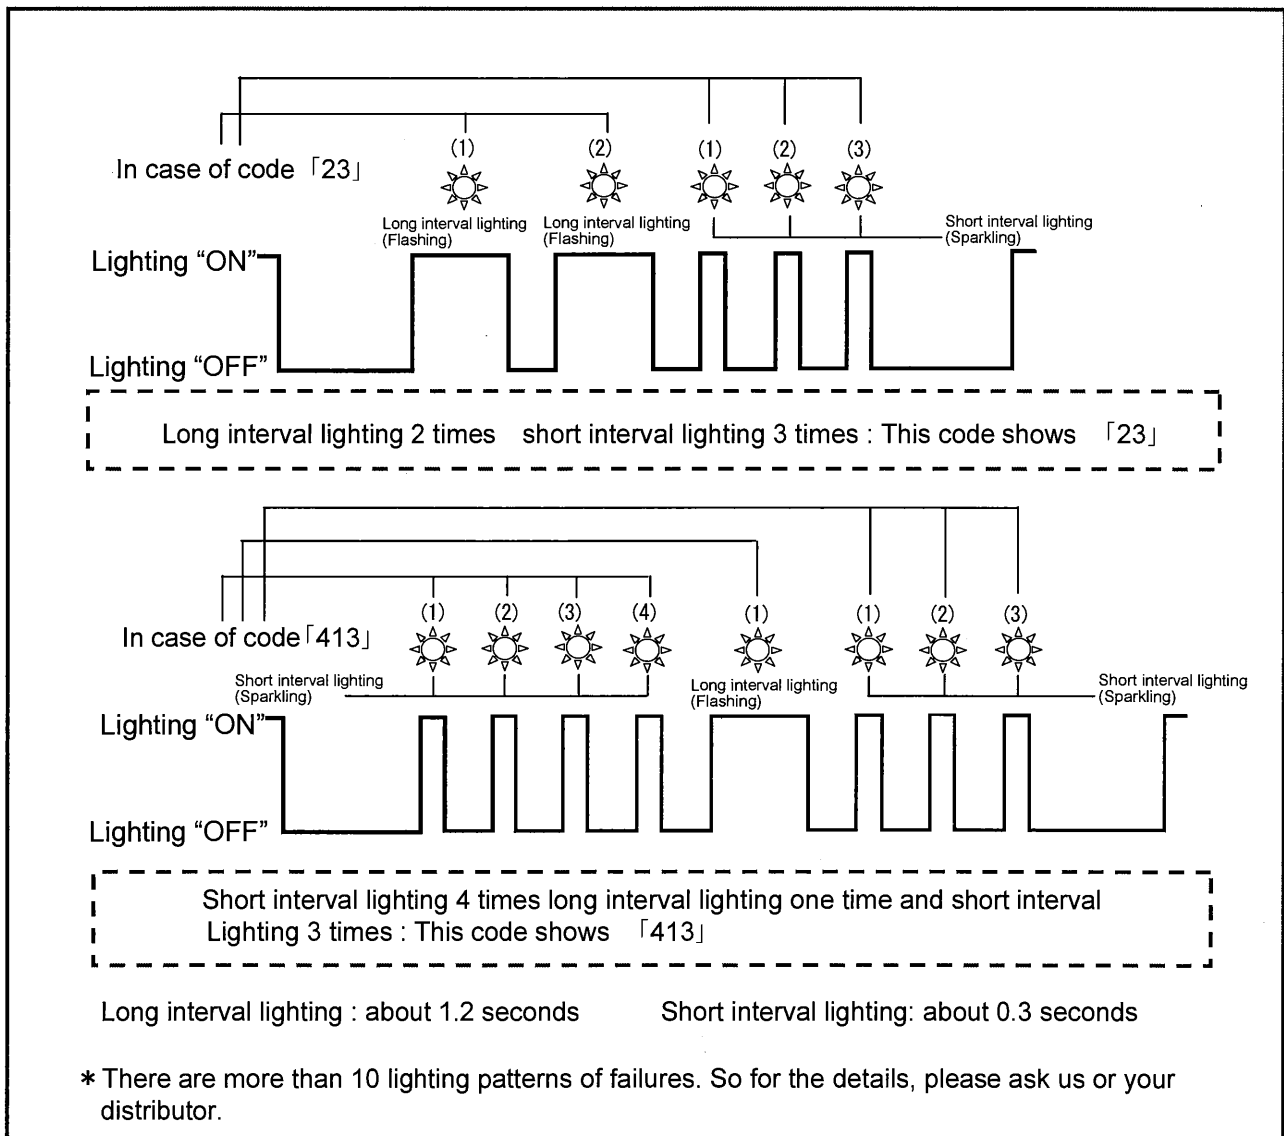 (1) (2) (1) (2) (3)
In case of code 「23」
Long interval lighting
(Flashing)
Long interval lighting
(Flashing)
Short interval lighting
(Sparkling)
Lighting “ON”
Lighting “OFF”
Long interval lighting 2 times short interval lighting 3 times : This code shows 「23」
(1) (2) (3) (4) (1) (1) (2) (3)
In case of code「413」
Short interval lighting
(Sparkling)
Long interval lighting
(Flashing)
Short interval lighting
(Sparkling)
Lighting “ON”
Lighting “OFF”
Short interval lighting 4 times long interval lighting one time and short interval
Lighting 3 times : This code shows 「413」
Long interval lighting : about 1.2 seconds Short interval lighting: about 0.3 seconds
* There are more than 10 lighting patterns of failures. So for the details, please ask us or your
distributor.